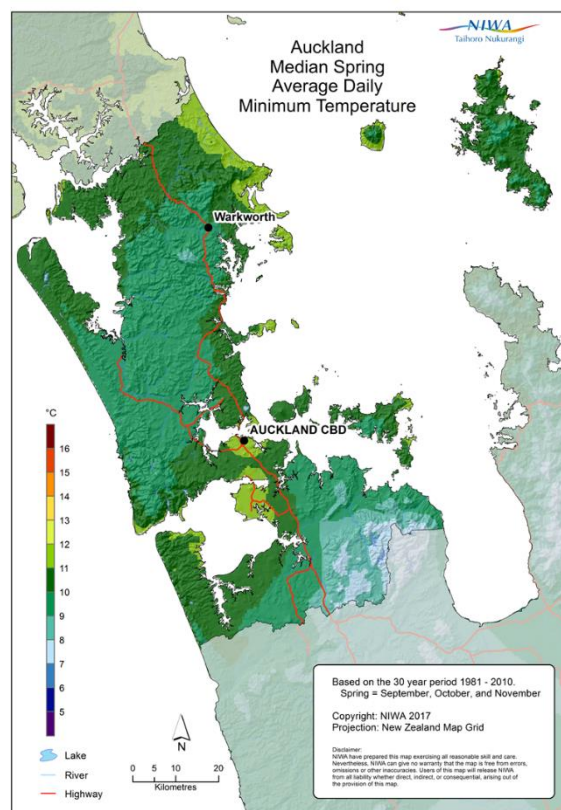 Auckland
Median Spring
Average Daily
Minimum Temperature
NIWA
Taihoro Nukurangi
Warkworth
AUCKLAND CBD
°C
16
15
14
13
12
11
10
9
8
7
6
5
Lake
River
Highway
N
20 10 0 20
Kilometres
Based on the 30 year period 1981 - 2010.
Spring = September, October, and November
Copyright: NIWA 2017
Projection: New Zealand Map Grid
Disclaimer:
NIWA have prepared this map exercising all reasonable skill and care.
Nevertheless, NIWA can give no warranty that the map is free from errors,
omissions or other inaccuracies. Users of this map will release NIWA
from all liability whether direct, indirect, or consequential, arising out of
the provision of this map.